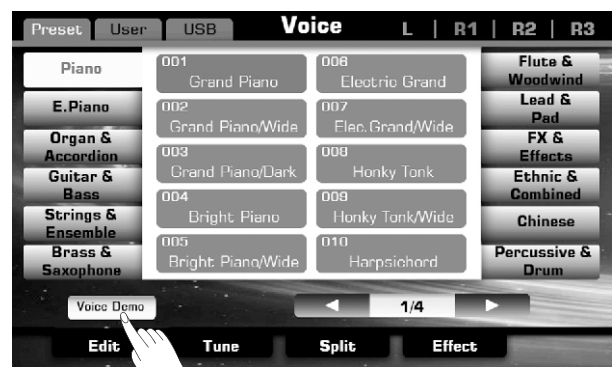 Preset User USB Voice L | R1 | R2 | R3
Piano
E.Piano
Organ &
Accordion
Guitar &
Bass
Strings &
Ensemble
Brass &
Saxophone
001
Grand Piano
002
Grand Piano/Wide
003
Grand Piano/Dark
004
Bright Piano
005
Bright Piano/Wide
006
Electric Grand
007
Elec.Grand/Wide
008
Honky Tonk
009
Honky Tonk/Wide
010
Harpsichord
Flute &
Woodwind
Lead &
Pad
FX &
Effects
Ethnic &
Combined
Chinese
Percussive &
Drum
Voice Demo
1/4
Edit Tune Split Effect